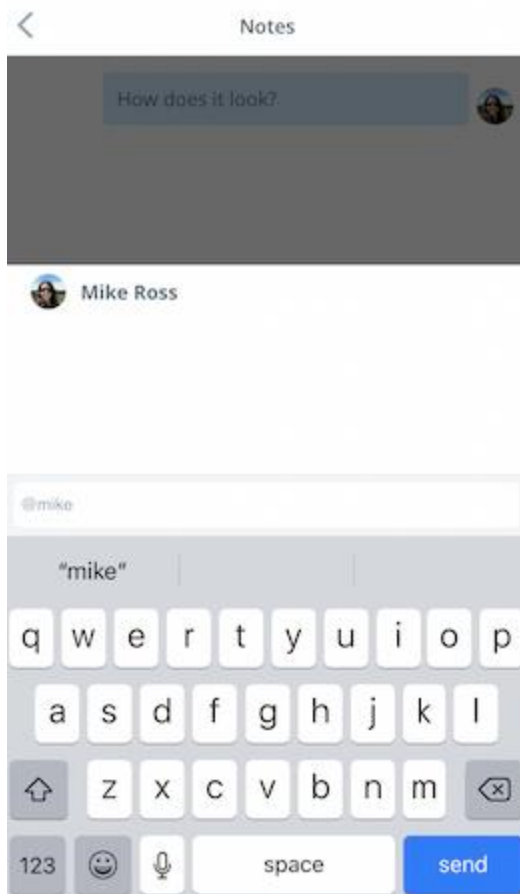 Notes
How does it look?
Mike Ross
@mike
"mike"
q w e r t y u i o p
a s d f g h j k l
z x c v b n m
123 space send